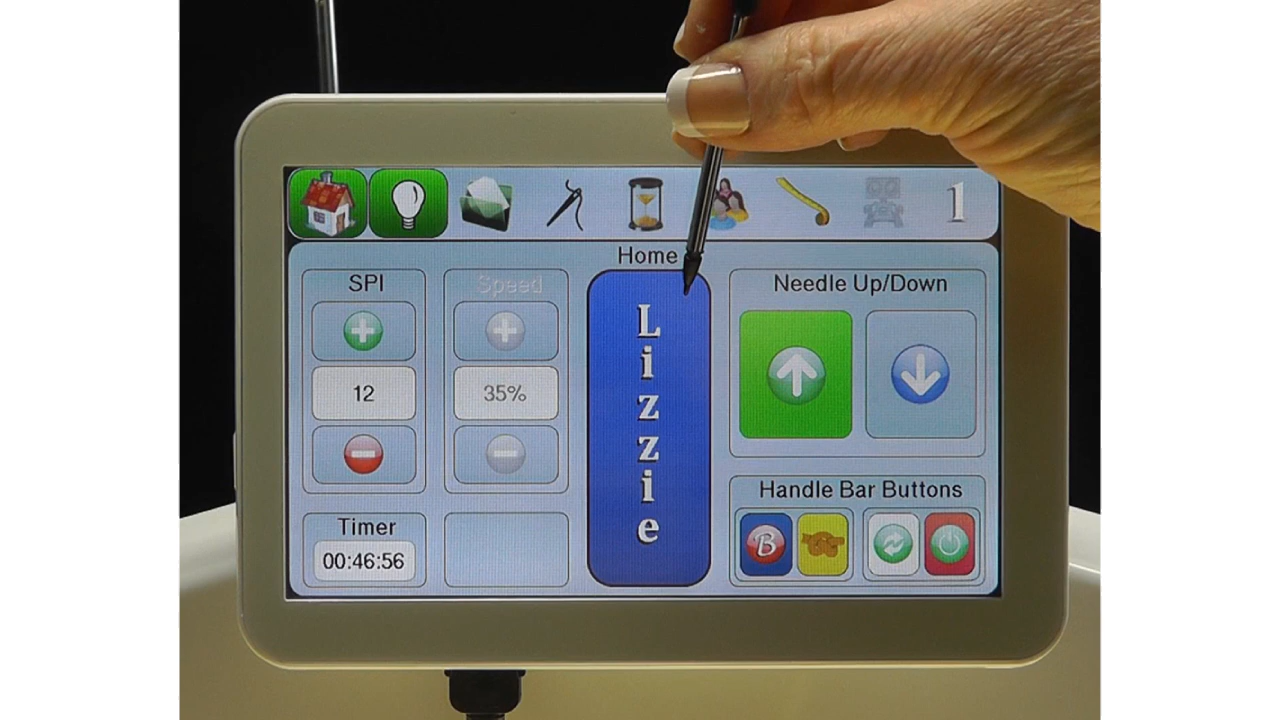 1
Home
SPI
Speed
Needle Up/Down
12
35%
Lizzie
Handle Bar Buttons
B
Timer
00:46:56